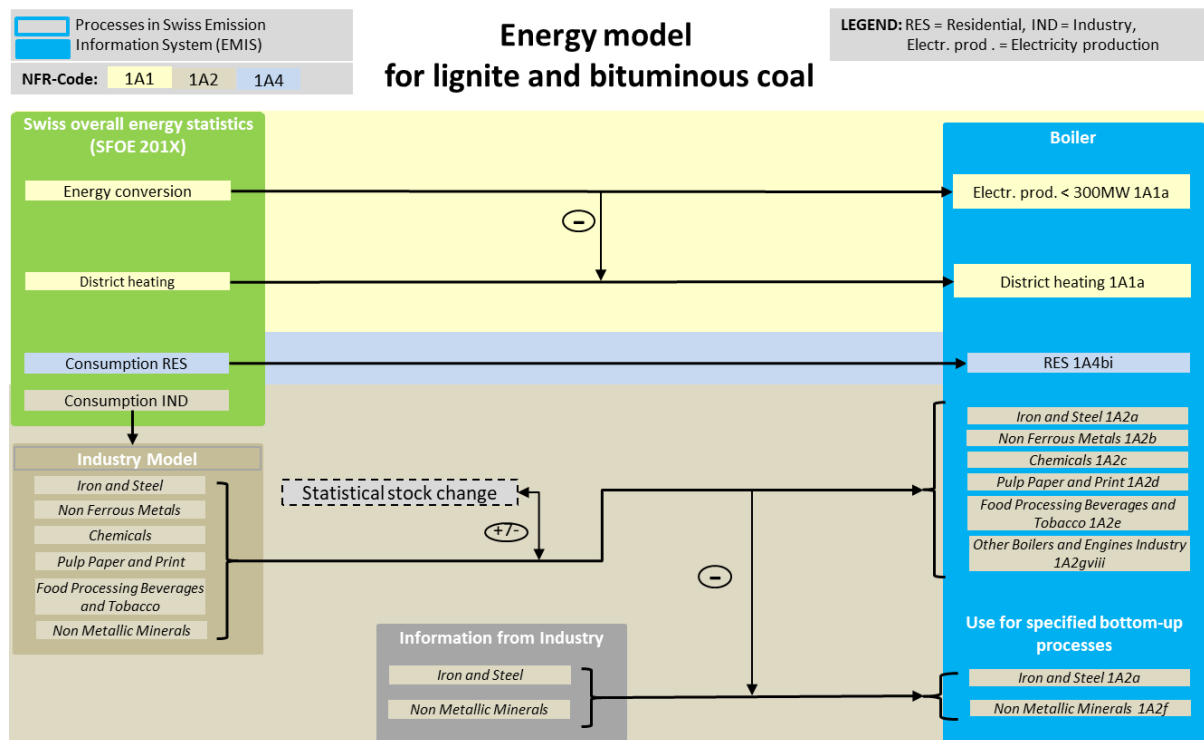 Processes in Swiss Emission
Information System (EMIS)
NFR-Code: 1A1 1A2 1A4
Energy model
for lignite and bituminous coal
LEGEND: RES = Residential, IND = Industry,
Electr. prod . = Electricity production
Swiss overall energy statistics
(SFOE 201X)
Energy conversion
District heating
Consumption RES
Consumption IND
Industry Model
Iron and Steel
Non Ferrous Metals
Chemicals
Pulp Paper and Print
Food Processing Beverages
and Tobacco
Non Metallic Minerals
–
Statistical stock change
+7-
–
Information from Industry
Iron and Steel
Non Metallic Minerals
Boiler
Electr. prod. < 300MW 1A1a
District heating 1A1a
RES 1A4bi
Iron and Steel 1A2a
Non Ferrous Metals 1A2b
Chemicals 1A2c
Pulp Paper and Print 1A2d
Food Processing Beverages and
Tobacco 1A2e
Other Boilers and Engines Industry
1A2gviii
Use for specified bottom-up
processes
Iron and Steel 1A2a
Non Metallic Minerals 1A2f